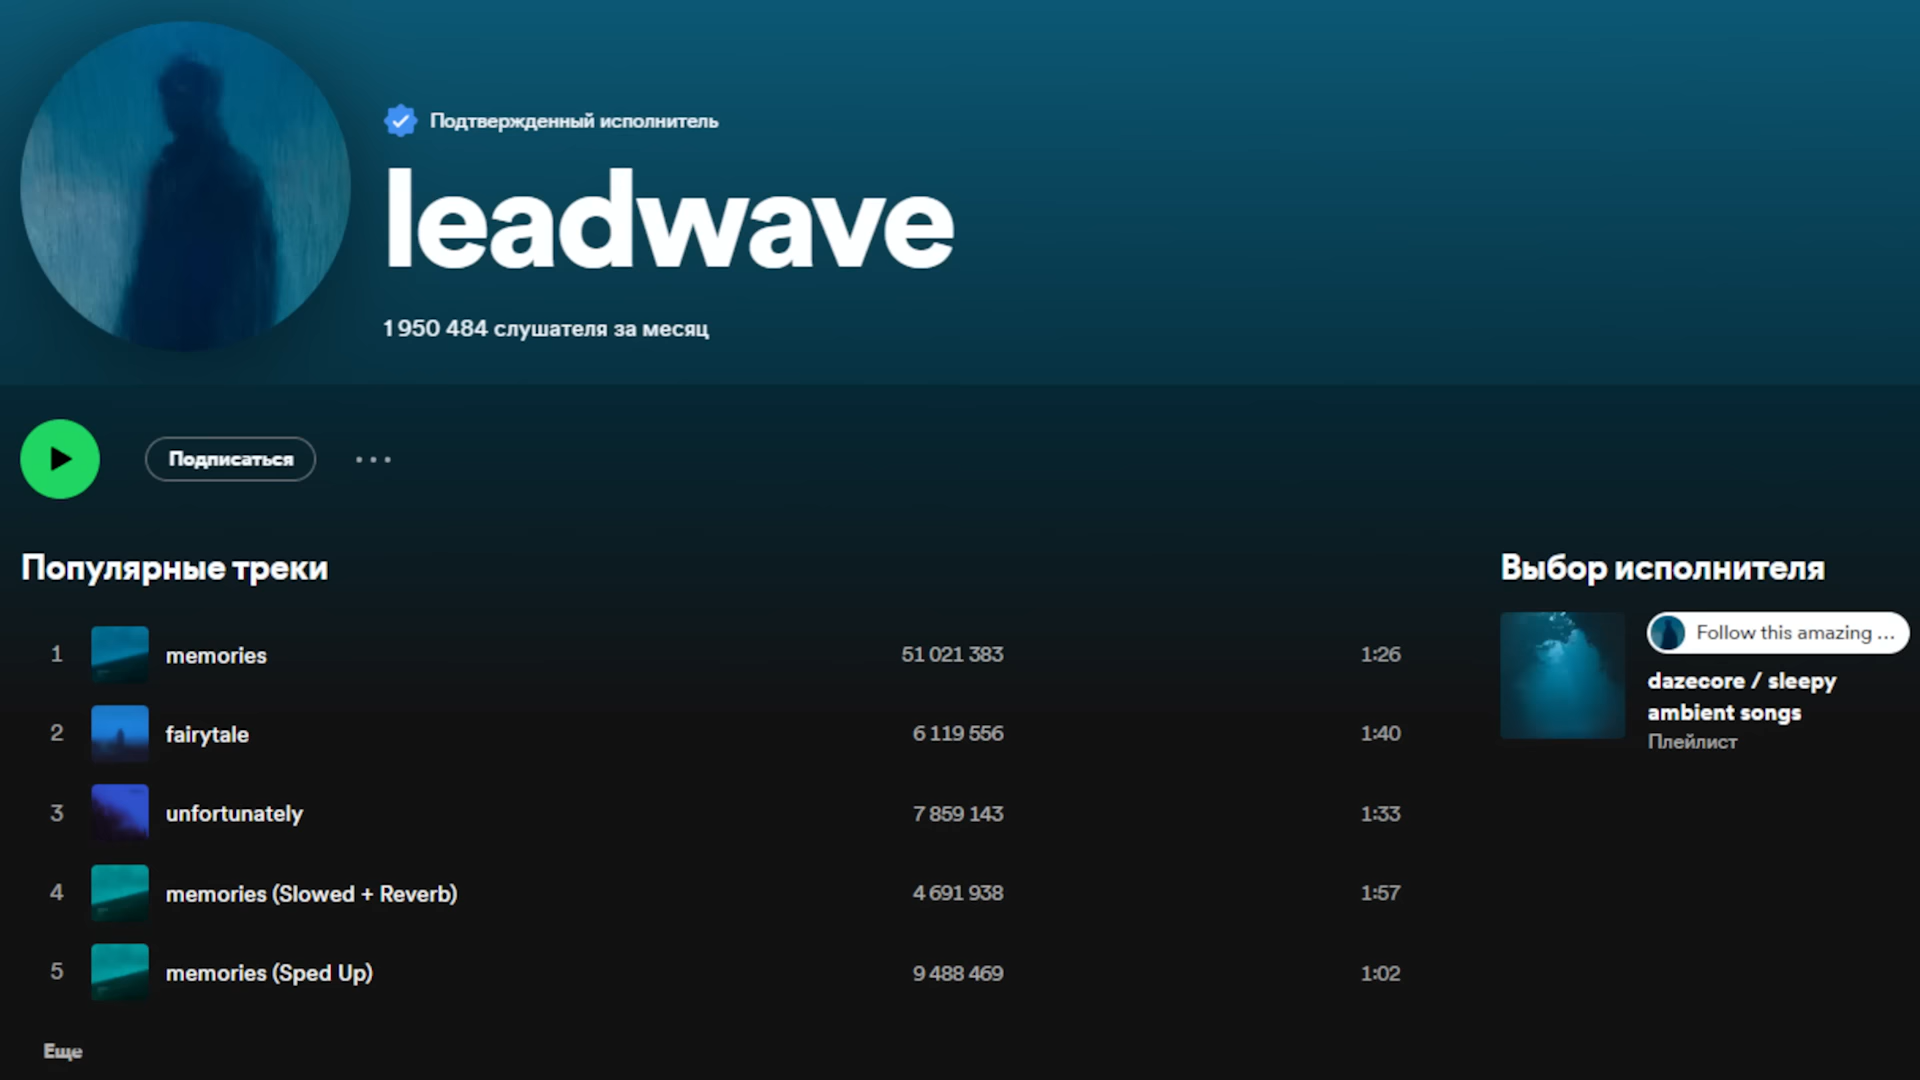 Подтвержденный исполнитель
leadwave
1 950 484 слушателя за месяц
Подписаться
Популярные треки
1 memories 51 021 383 1:26
2 fairytale 6 119 556 1:40
3 unfortunately 7 859 143 1:33
4 memories (Slowed + Reverb) 4 691 938 1:57
5 memories (Sped Up) 9 488 469 1:02
Еще
Выбор исполнителя
Follow this amazing ...
dazecore / sleepy
ambient songs
Плейлист